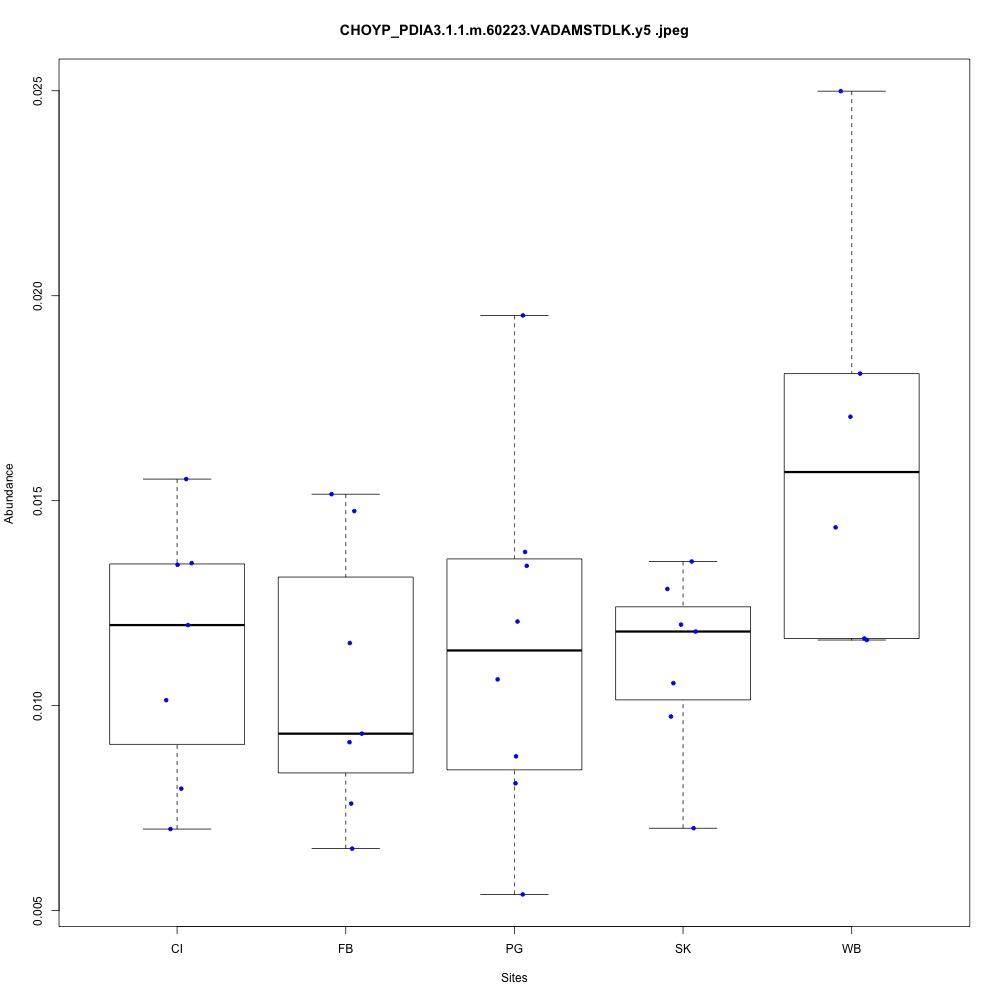 CHOYP_PDIA3.1.1.m.60223.VADAMSTDLK.y5 .jpeg
0.025
0.020
0.015
0.010
0.005
Abundance
CI FB PG SK WB
Sites